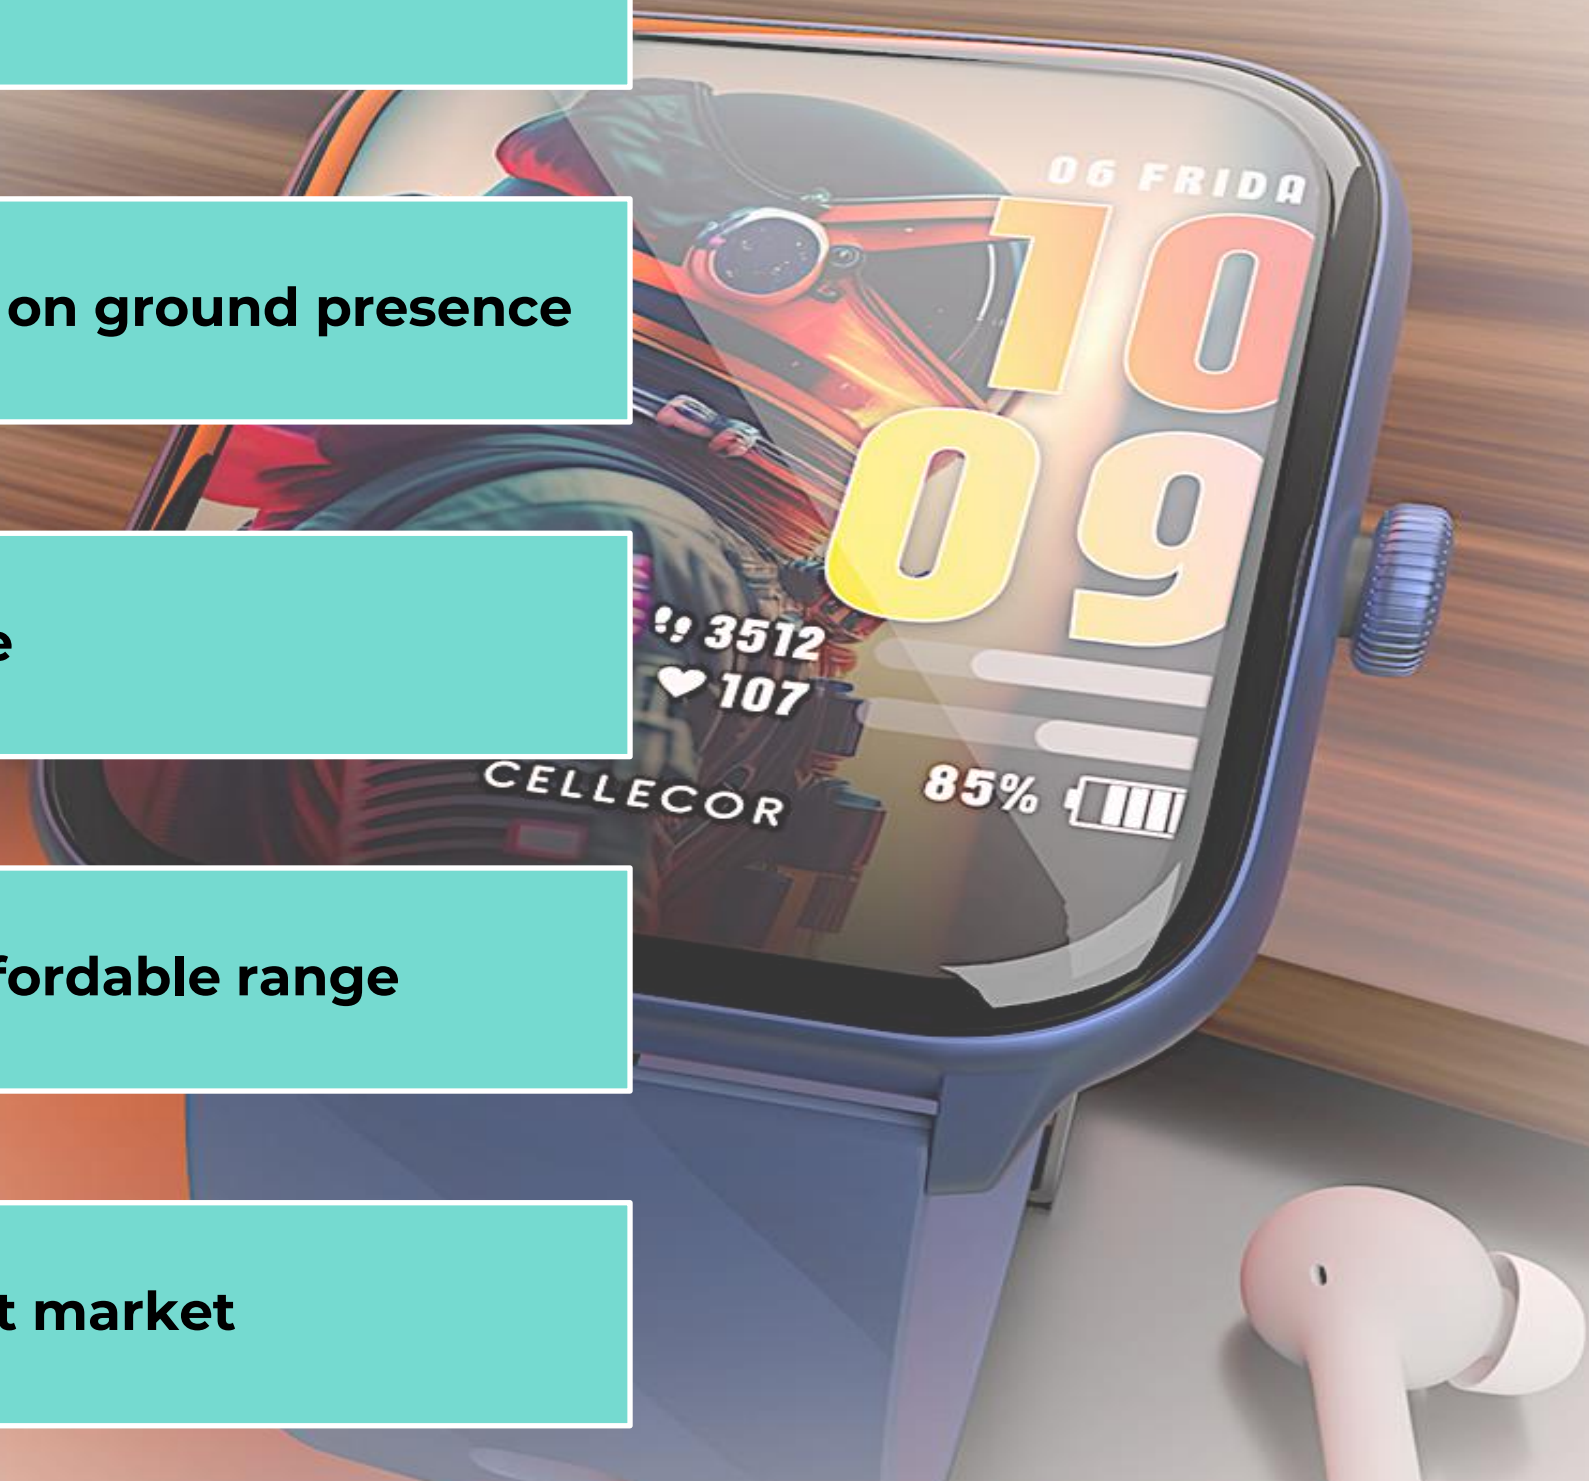 on ground presence
e
fordable range
t market
06 FRIDA
10
09
3512
107
85%
CELLECOR